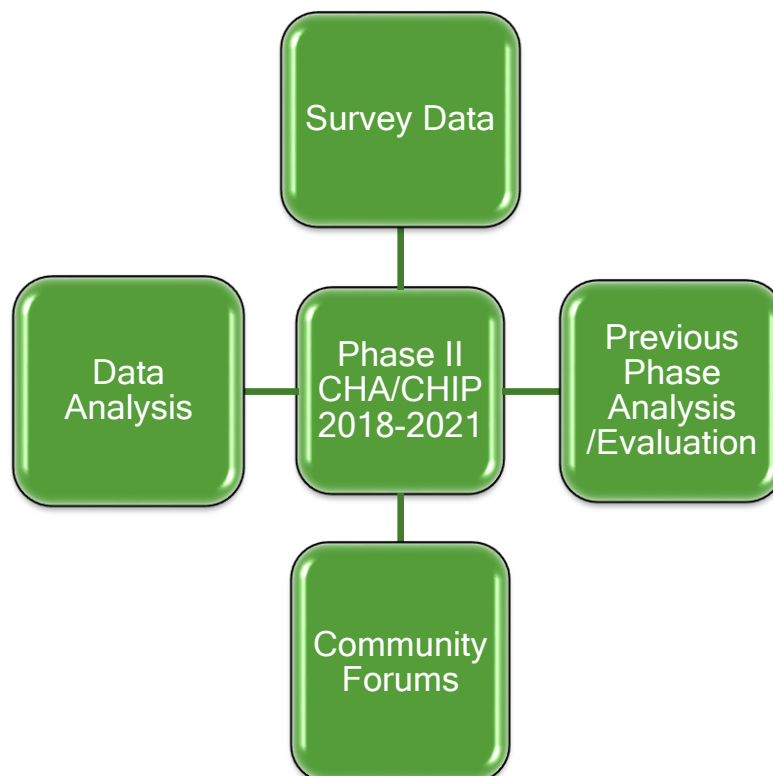 Survey Data
Data
Analysis
Phase II
CHA/CHIP
2018-2021
Previous
Phase
Analysis
/Evaluation
Community
Forums